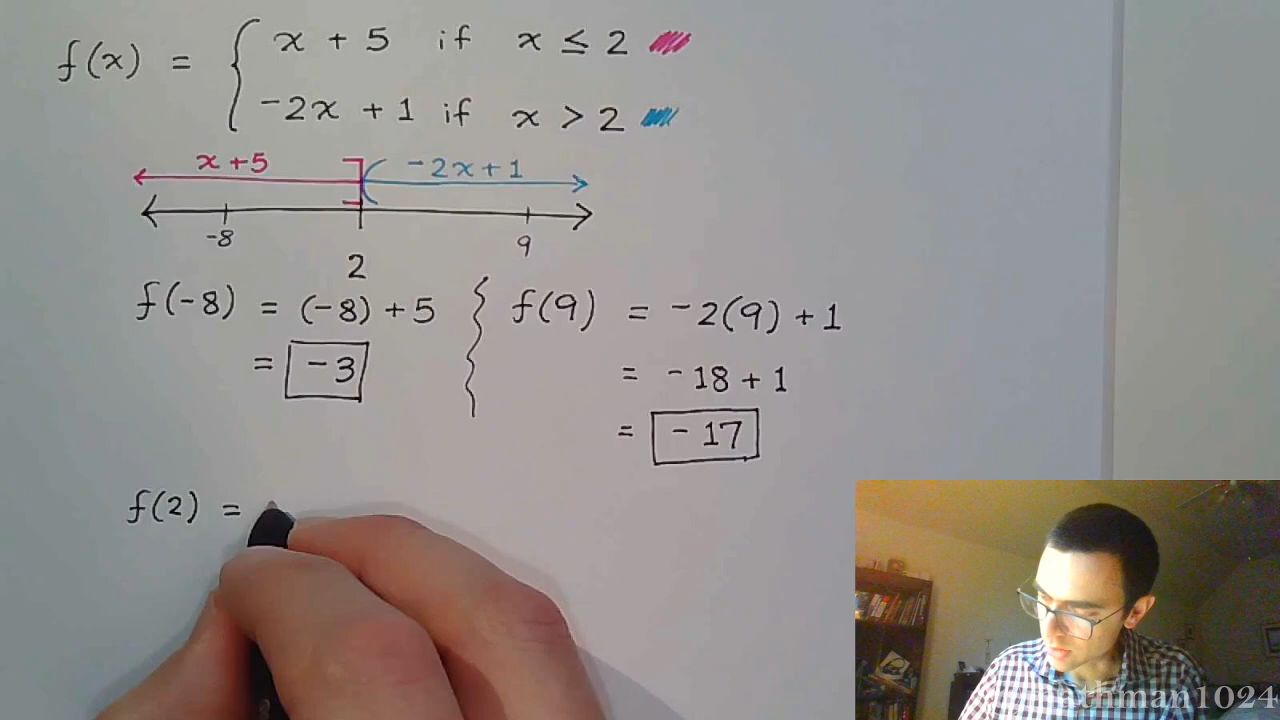 f(x) = { x + 5 if x ≤ 2
-2x + 1 if x > 2
x + 5 -2x + 1
-8 2 9
f(-8) = (-8) + 5 f(9) = -2(9) + 1
= -3 = -18 + 1
= -17
f(2) =